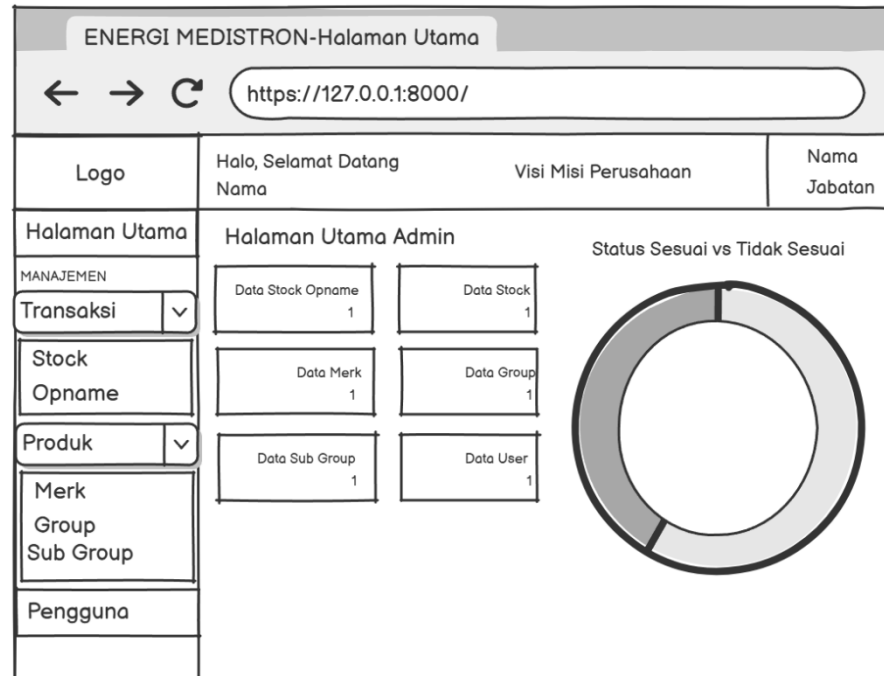 ENERGI MEDISTRON-Halaman Utama
https://127.0.0.1:8000/
Logo
Halo, Selamat Datang
Nama
Visi Misi Perusahaan
Nama
Jabatan
Halaman Utama
MANAJEMEN
Transaksi
Stock
Opname
Produk
Merk
Group
Sub Group
Pengguna
Halaman Utama Admin
Data Stock Opname
1
Data Stock
1
Data Merk
1
Data Group
1
Data Sub Group
1
Data User
1
Status Sesuai vs Tidak Sesuai